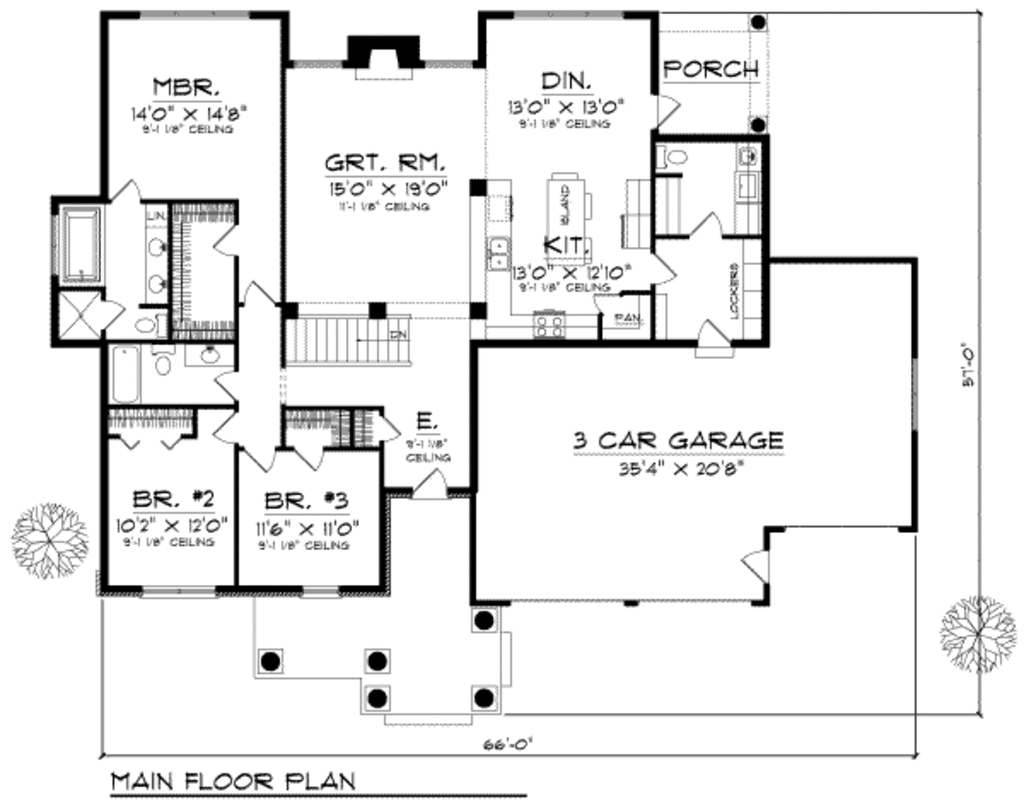 MBR.
14'0" X 14'8"
9'-1 1/8" CEILING
GRT. RM.
15'0" X 19'0"
11'-1 1/8" CEILING
DIN.
13'0" X 13'0"
9'-1 1/8" CEILING
PORCH
ISLAND
KIT.
13'0" X 12'10"
9'-1 1/8" CEILING
LIN.
PAN.
LOCKERS
DN
E.
9'-1 1/8"
CEILING
3 CAR GARAGE
35'4" X 20'8"
BR. #2
10'2" X 12'0"
9'-1 1/8" CEILING
BR. #3
11'6" X 11'0"
9'-1 1/8" CEILING
57'-0"
66'-0"
MAIN FLOOR PLAN